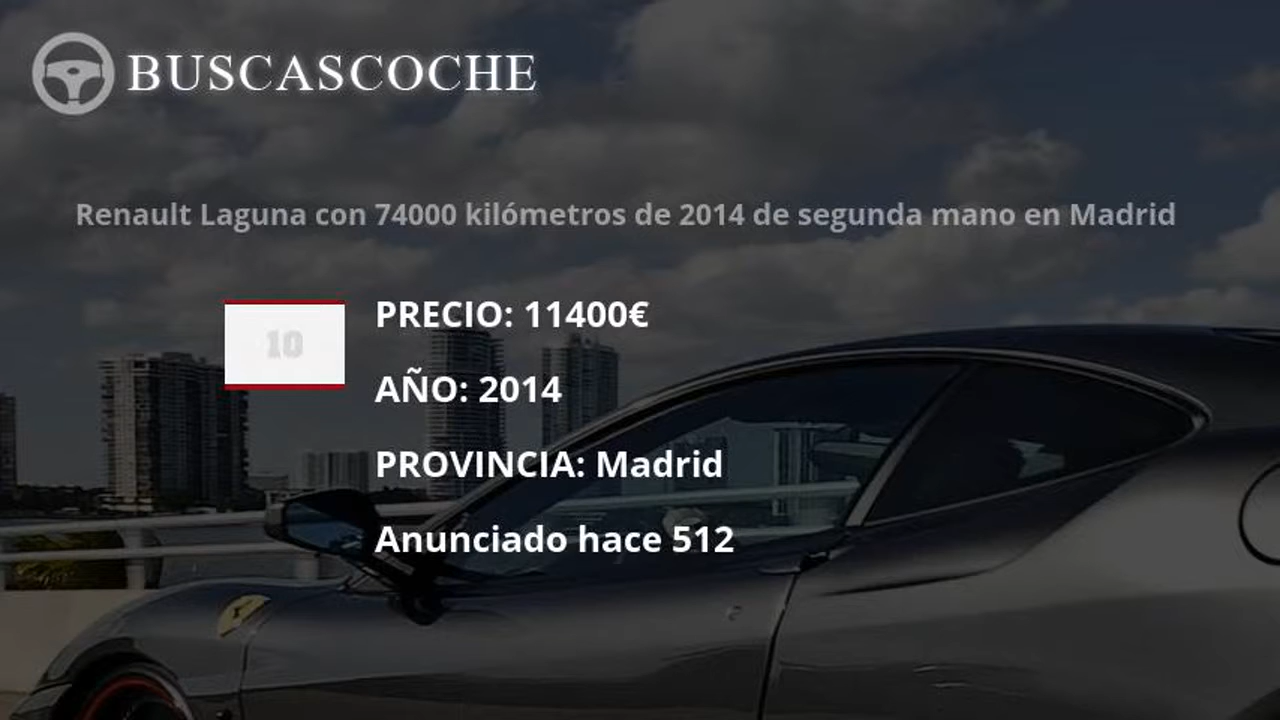 BUSCASCOCHE
Renault Laguna con 74000 kilómetros de 2014 de segunda mano en Madrid
10
PRECIO: 11400€
AÑO: 2014
PROVINCIA: Madrid
Anunciado hace 512